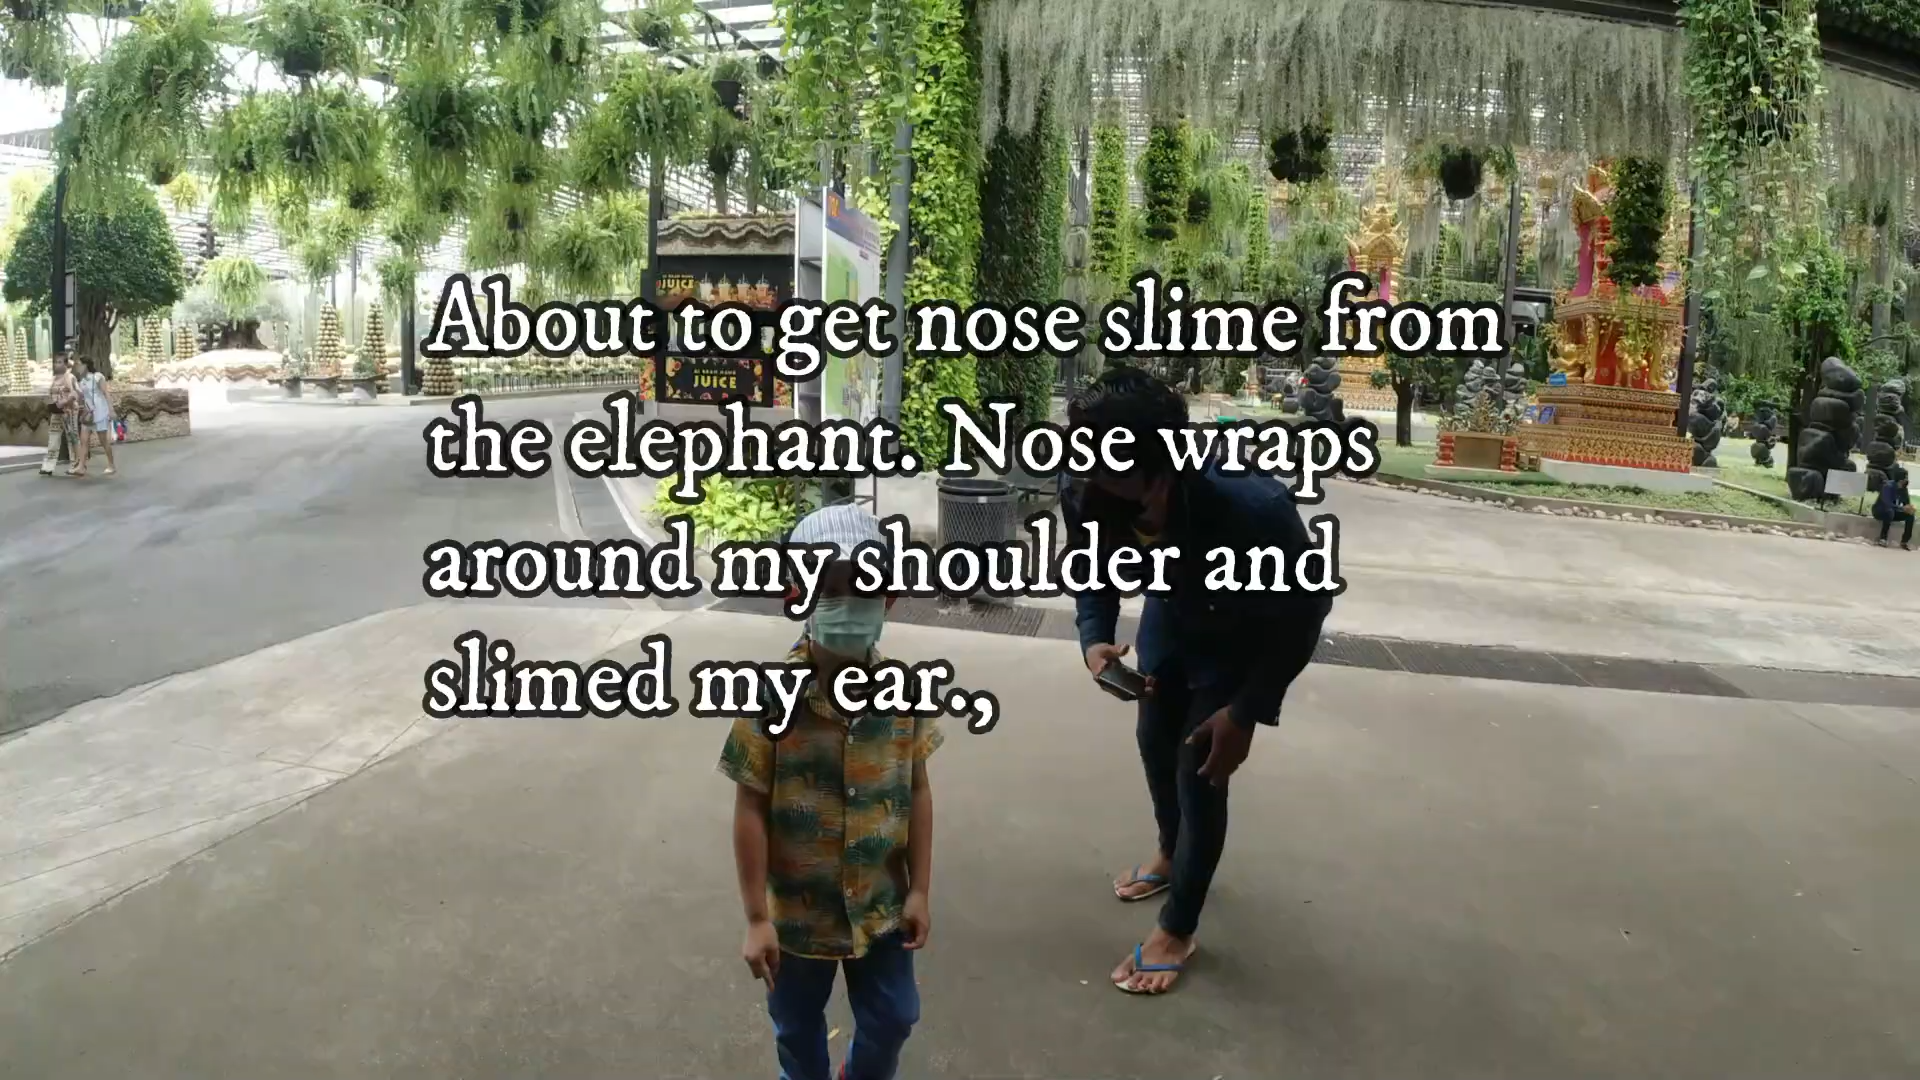 JUICE
About to get nose slime from
the elephant. Nose wraps
around my shoulder and
slimed my ear.,
JUICE